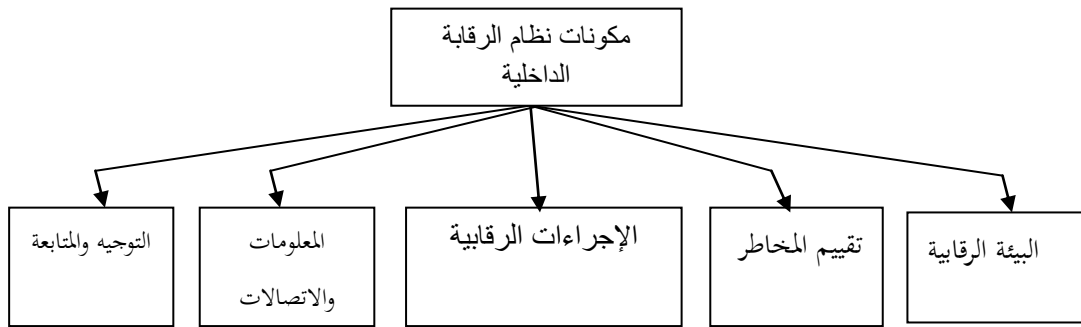 مكونات نظام الرقابة
الداخلية
البيئة الرقابية
تقييم المخاطر
الإجراءات الرقابية
المعلومات
والاتصالات
التوجيه والمتابعة